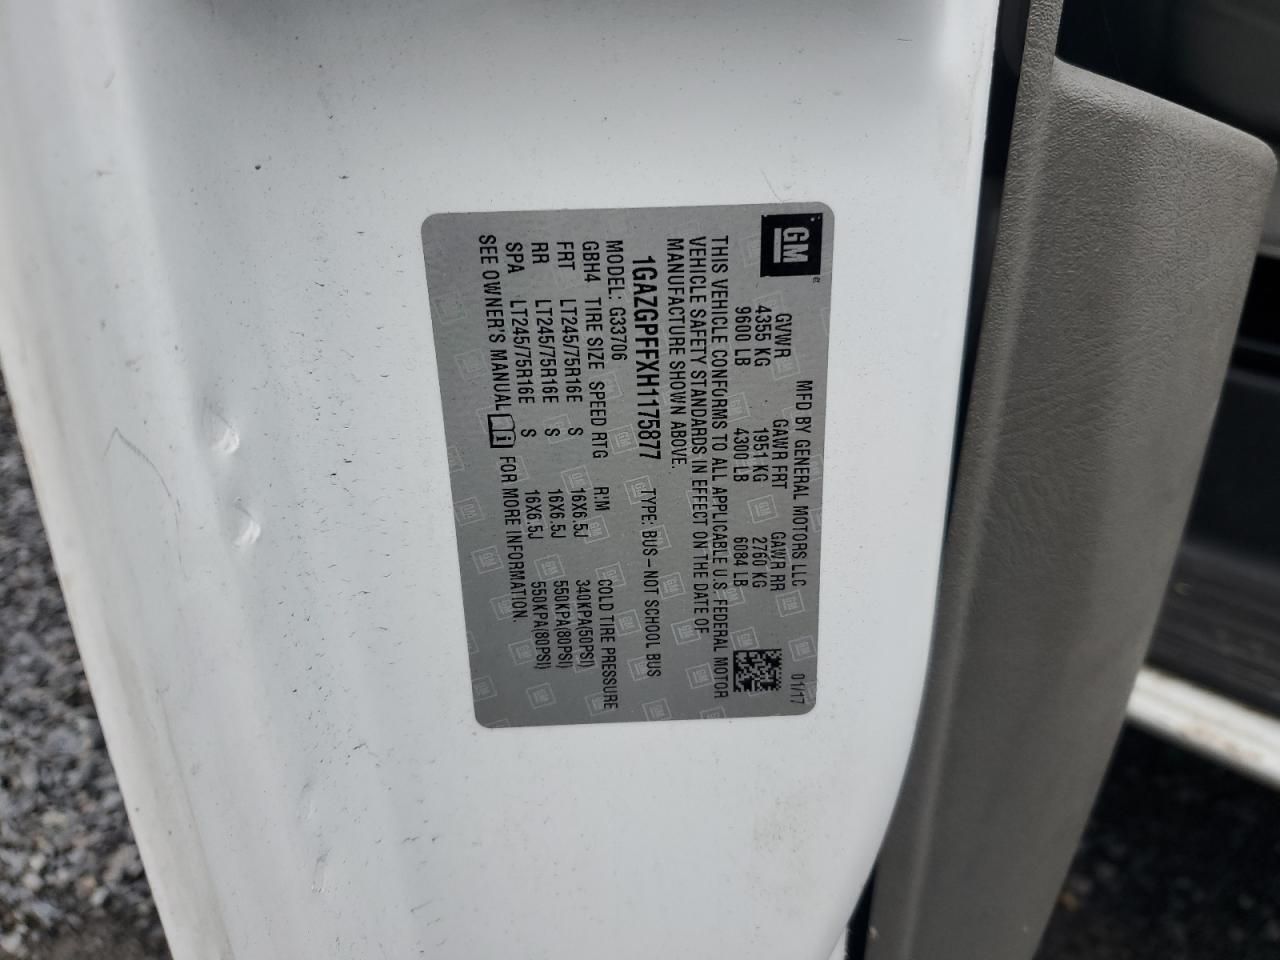 GM
MFD BY GENERAL MOTORS LLC 01/17
GVWR GAWR FRT GAWR RR
4355 KG 1951 KG 2760 KG
9600 LB 4300 LB 6084 LB
THIS VEHICLE CONFORMS TO ALL APPLICABLE U.S. FEDERAL MOTOR
VEHICLE SAFETY STANDARDS IN EFFECT ON THE DATE OF
MANUFACTURE SHOWN ABOVE.
1GAZGPFFXH1175877 TYPE: BUS–NOT SCHOOL BUS
MODEL: G33706
GBH4 TIRE SIZE SPEED RTG RIM COLD TIRE PRESSURE
FRT LT245/75R16E S 16X6.5J 340KPA(50PSI)
RR LT245/75R16E S 16X6.5J 550KPA(80PSI)
SPA LT245/75R16E S 16X6.5J 550KPA(80PSI)
SEE OWNER'S MANUAL FOR MORE INFORMATION.